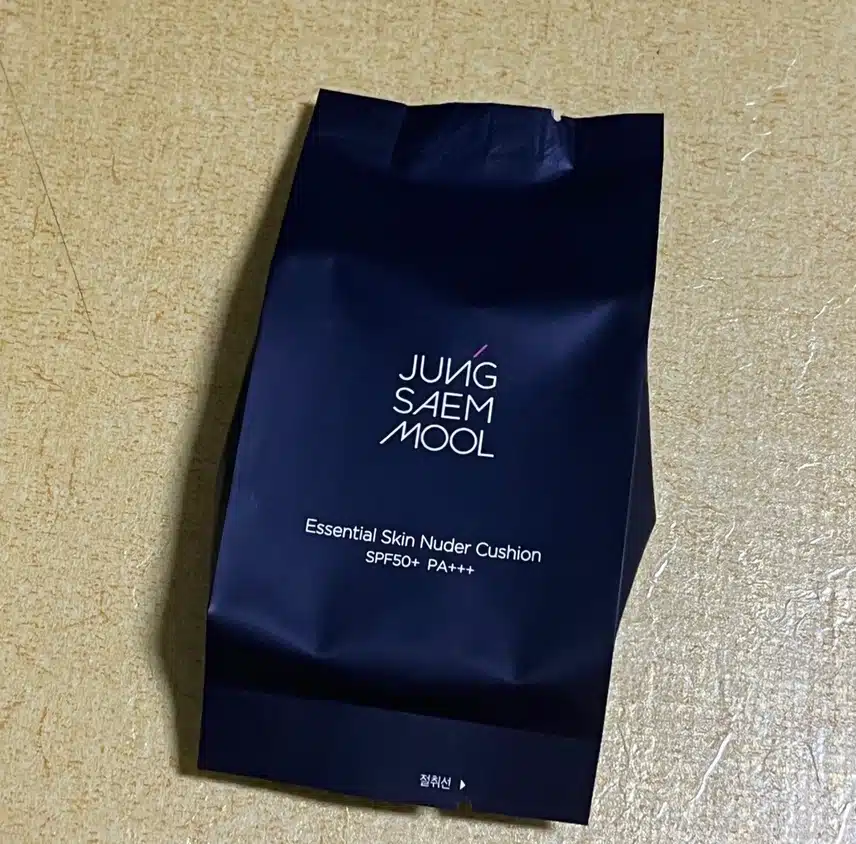 JUNG
SAEM
MOOL
Essential Skin Nuder Cushion
SPF50+ PA+++
절취선 ▶